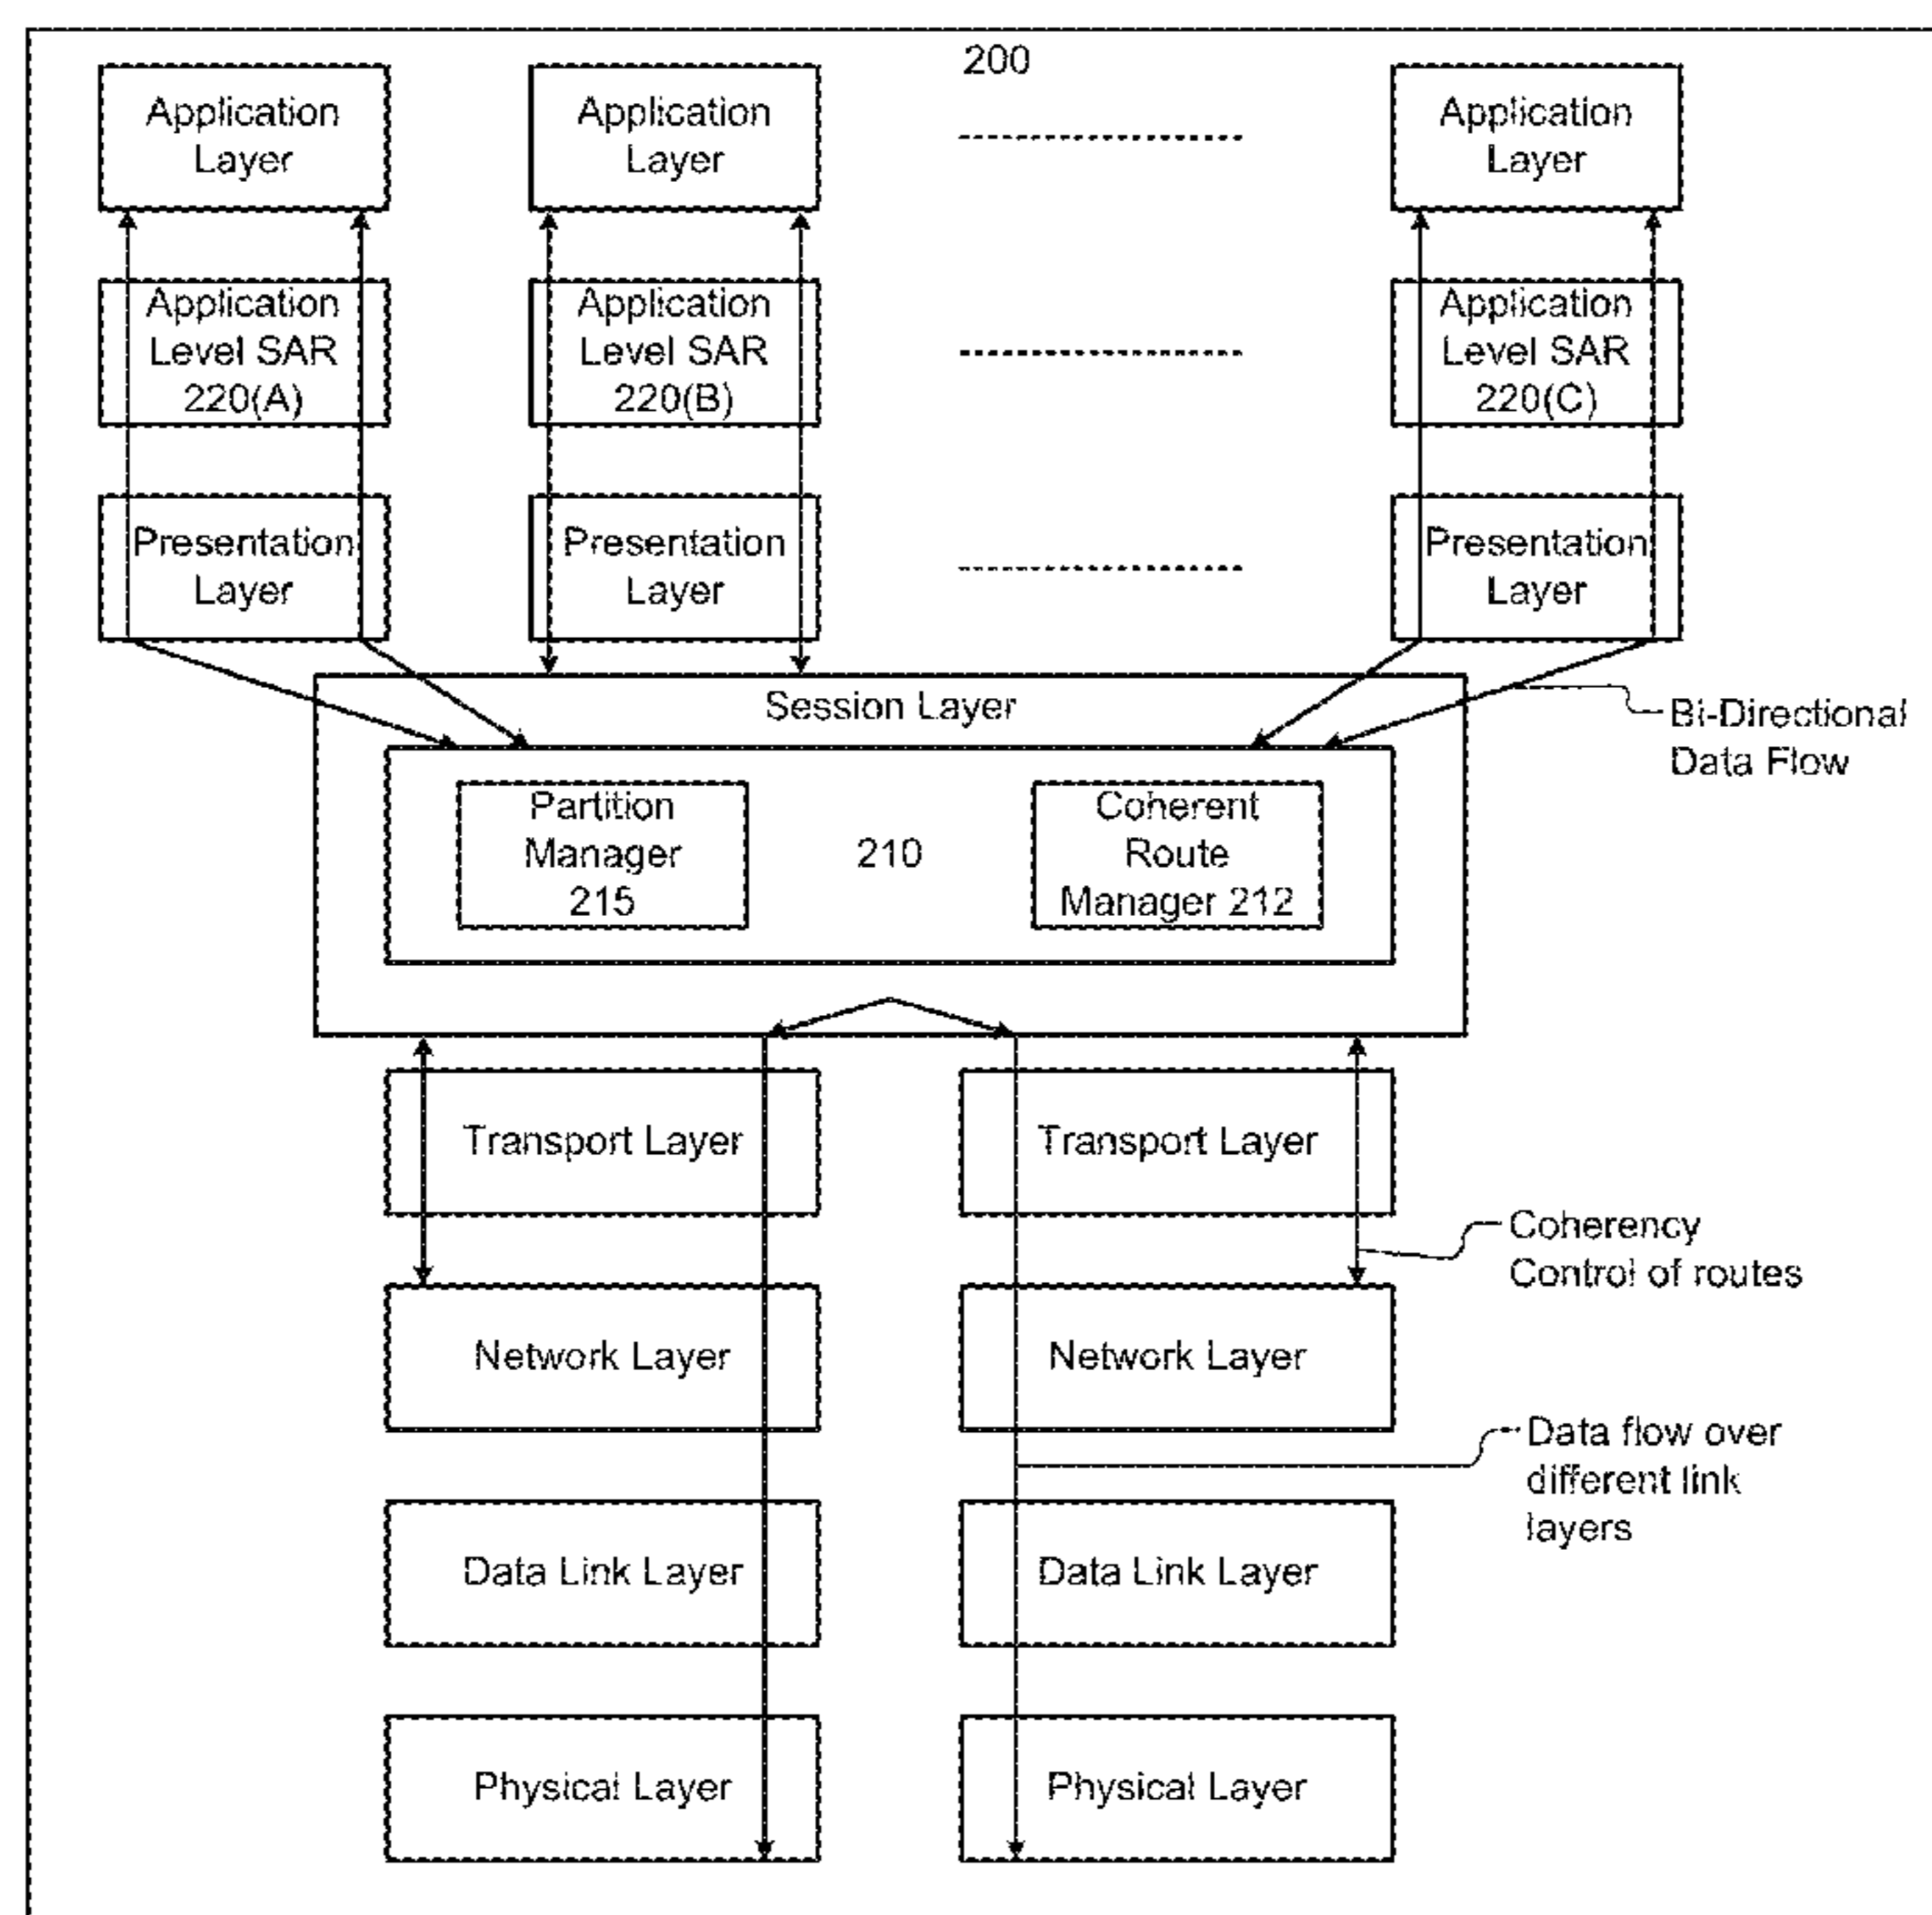 200
Application
Layer
Application
Layer
Application
Layer
Application
Level SAR
220(A)
Application
Level SAR
220(B)
Application
Level SAR
220(C)
Presentation
Layer
Presentation
Layer
Presentation
Layer
Session Layer
Bi-Directional
Data Flow
Partition
Manager
215
210
Coherent
Route
Manager 212
Transport Layer
Transport Layer
Coherency
Control of routes
Network Layer
Network Layer
Data flow over
different link
layers
Data Link Layer
Data Link Layer
Physical Layer
Physical Layer